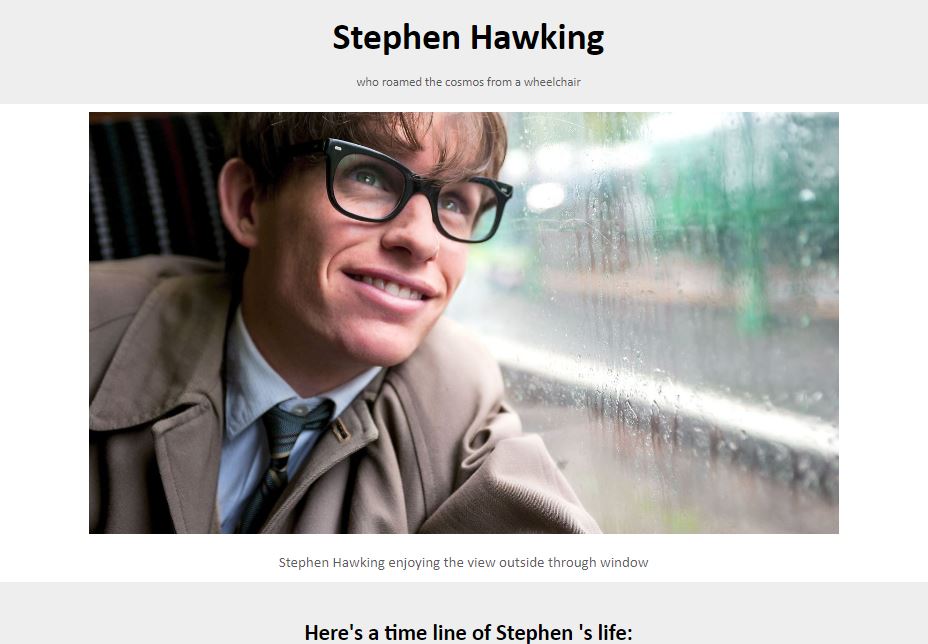 Stephen Hawking
who roamed the cosmos from a wheelchair
Stephen Hawking enjoying the view outside through window
Here's a time line of Stephen 's life: